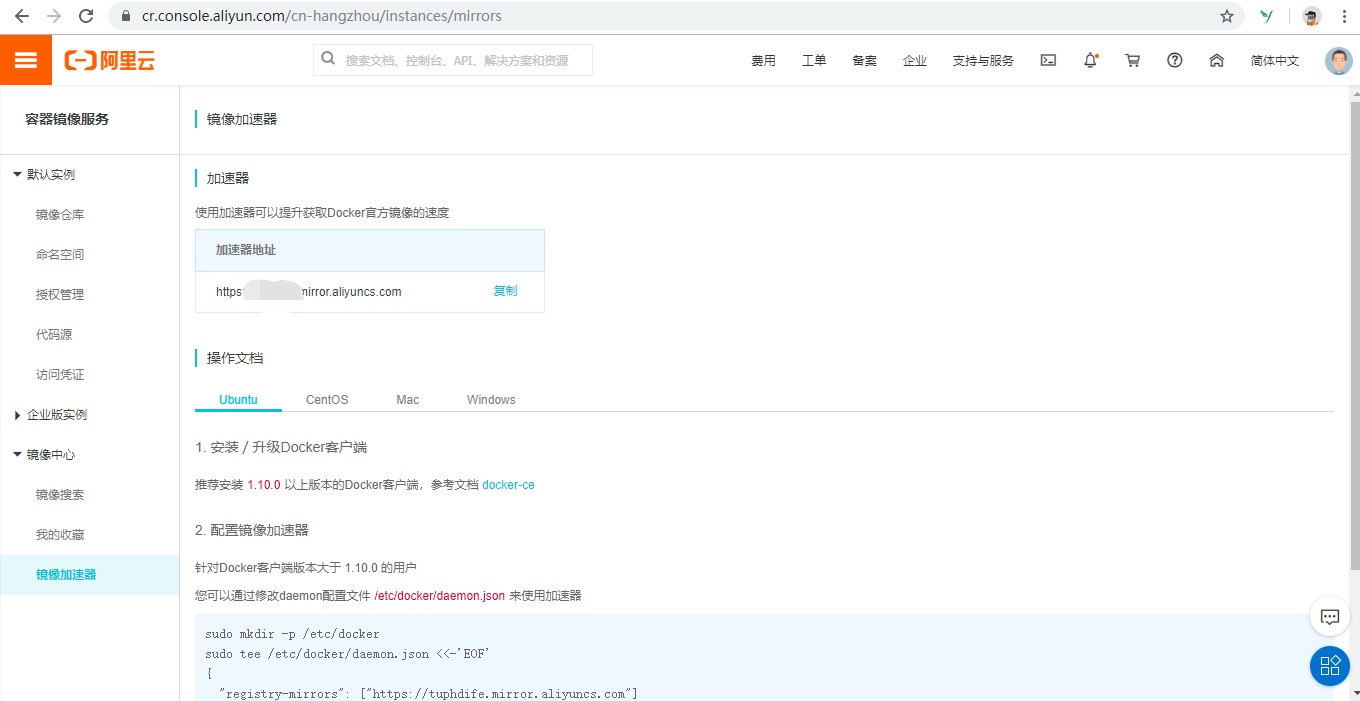 cr.console.aliyun.com/cn-hangzhou/instances/mirrors
阿里云
搜索文档、控制台、API、解决方案和资源
费用 工单 备案 企业 支持与服务 简体中文
容器镜像服务
默认实例
镜像仓库
命名空间
授权管理
代码源
访问凭证
企业版实例
镜像中心
镜像搜索
我的收藏
镜像加速器
镜像加速器
加速器
使用加速器可以提升获取Docker官方镜像的速度
加速器地址
https mirror.aliyuncs.com 复制
操作文档
Ubuntu CentOS Mac Windows
1. 安装 / 升级Docker客户端
推荐安装 1.10.0 以上版本的Docker客户端，参考文档 docker-ce
2. 配置镜像加速器
针对Docker客户端版本大于 1.10.0 的用户
您可以通过修改daemon配置文件 /etc/docker/daemon.json 来使用加速器
sudo mkdir -p /etc/docker
sudo tee /etc/docker/daemon.json <<-'EOF'
{
"registry-mirrors": ["https://tuphdife.mirror.aliyuncs.com"]